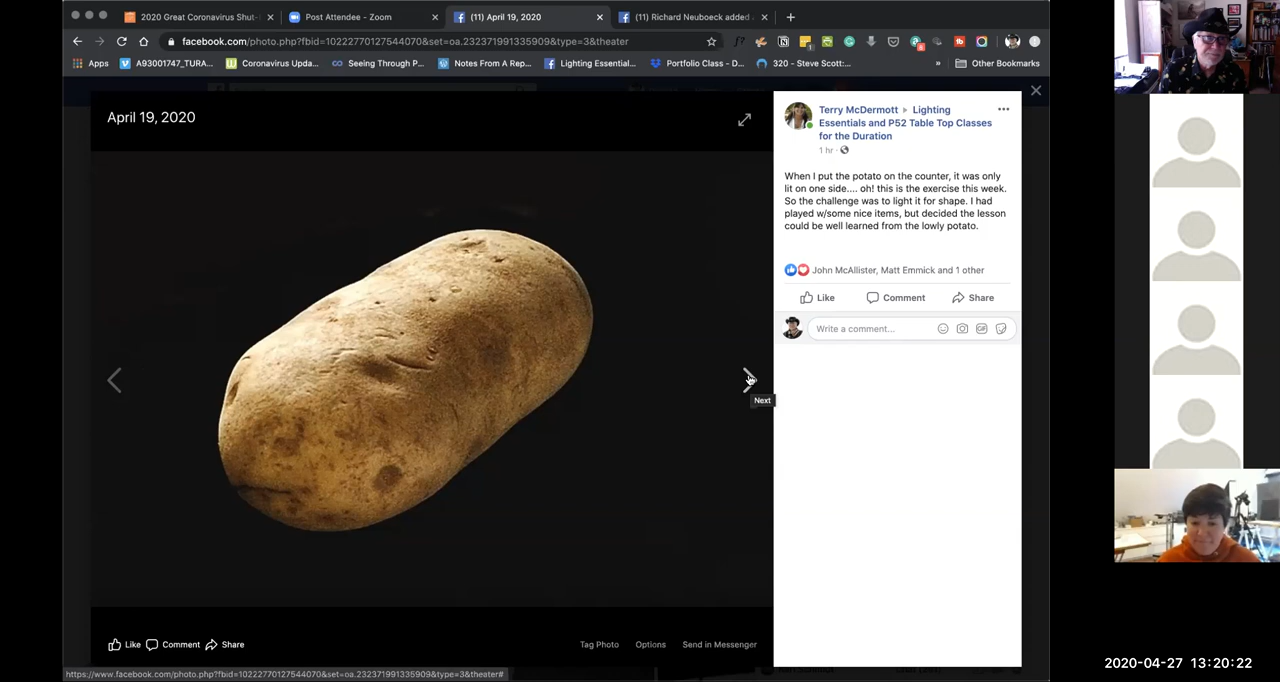 2020 Great Coronavirus Shut-
Post Attendee - Zoom
(11) April 19, 2020
(11) Richard Neuboeck added
facebook.com/photo.php?fbid=10222770127544070&set=oa.232371991335909&type=3&theater
Apps
A93001747_TURA...
Coronavirus Upda...
Seeing Through P...
Notes From A Rep...
Lighting Essential...
Portfolio Class - D...
320 - Steve Scott:...
»
Other Bookmarks
April 19, 2020
Terry McDermott ▸ Lighting
Essentials and P52 Table Top Classes
for the Duration
1 hr ·
When I put the potato on the counter, it was only
lit on one side.... oh! this is the exercise this week.
So the challenge was to light it for shape. I had
played w/some nice items, but decided the lesson
could be well learned from the lowly potato.
John McAllister, Matt Emmick and 1 other
Like Comment Share
Write a comment...
GIF
Next
Like Comment Share
Tag Photo Options Send in Messenger
https://www.facebook.com/photo.php?fbid=10222770127544070&set=oa.232371991335909&type=3&theater#
2020-04-27 13:20:22